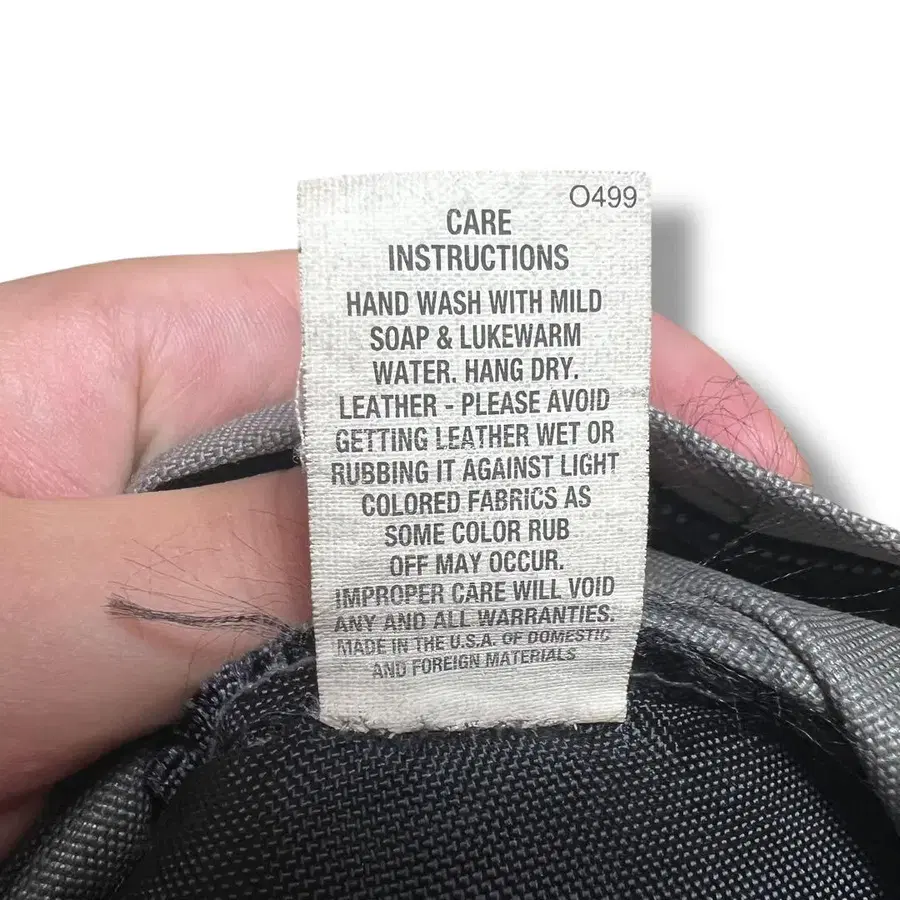 O499
CARE
INSTRUCTIONS
HAND WASH WITH MILD
SOAP & LUKEWARM
WATER. HANG DRY.
LEATHER - PLEASE AVOID
GETTING LEATHER WET OR
RUBBING IT AGAINST LIGHT
COLORED FABRICS AS
SOME COLOR RUB
OFF MAY OCCUR.
IMPROPER CARE WILL VOID
ANY AND ALL WARRANTIES.
MADE IN THE U.S.A. OF DOMESTIC
AND FOREIGN MATERIALS